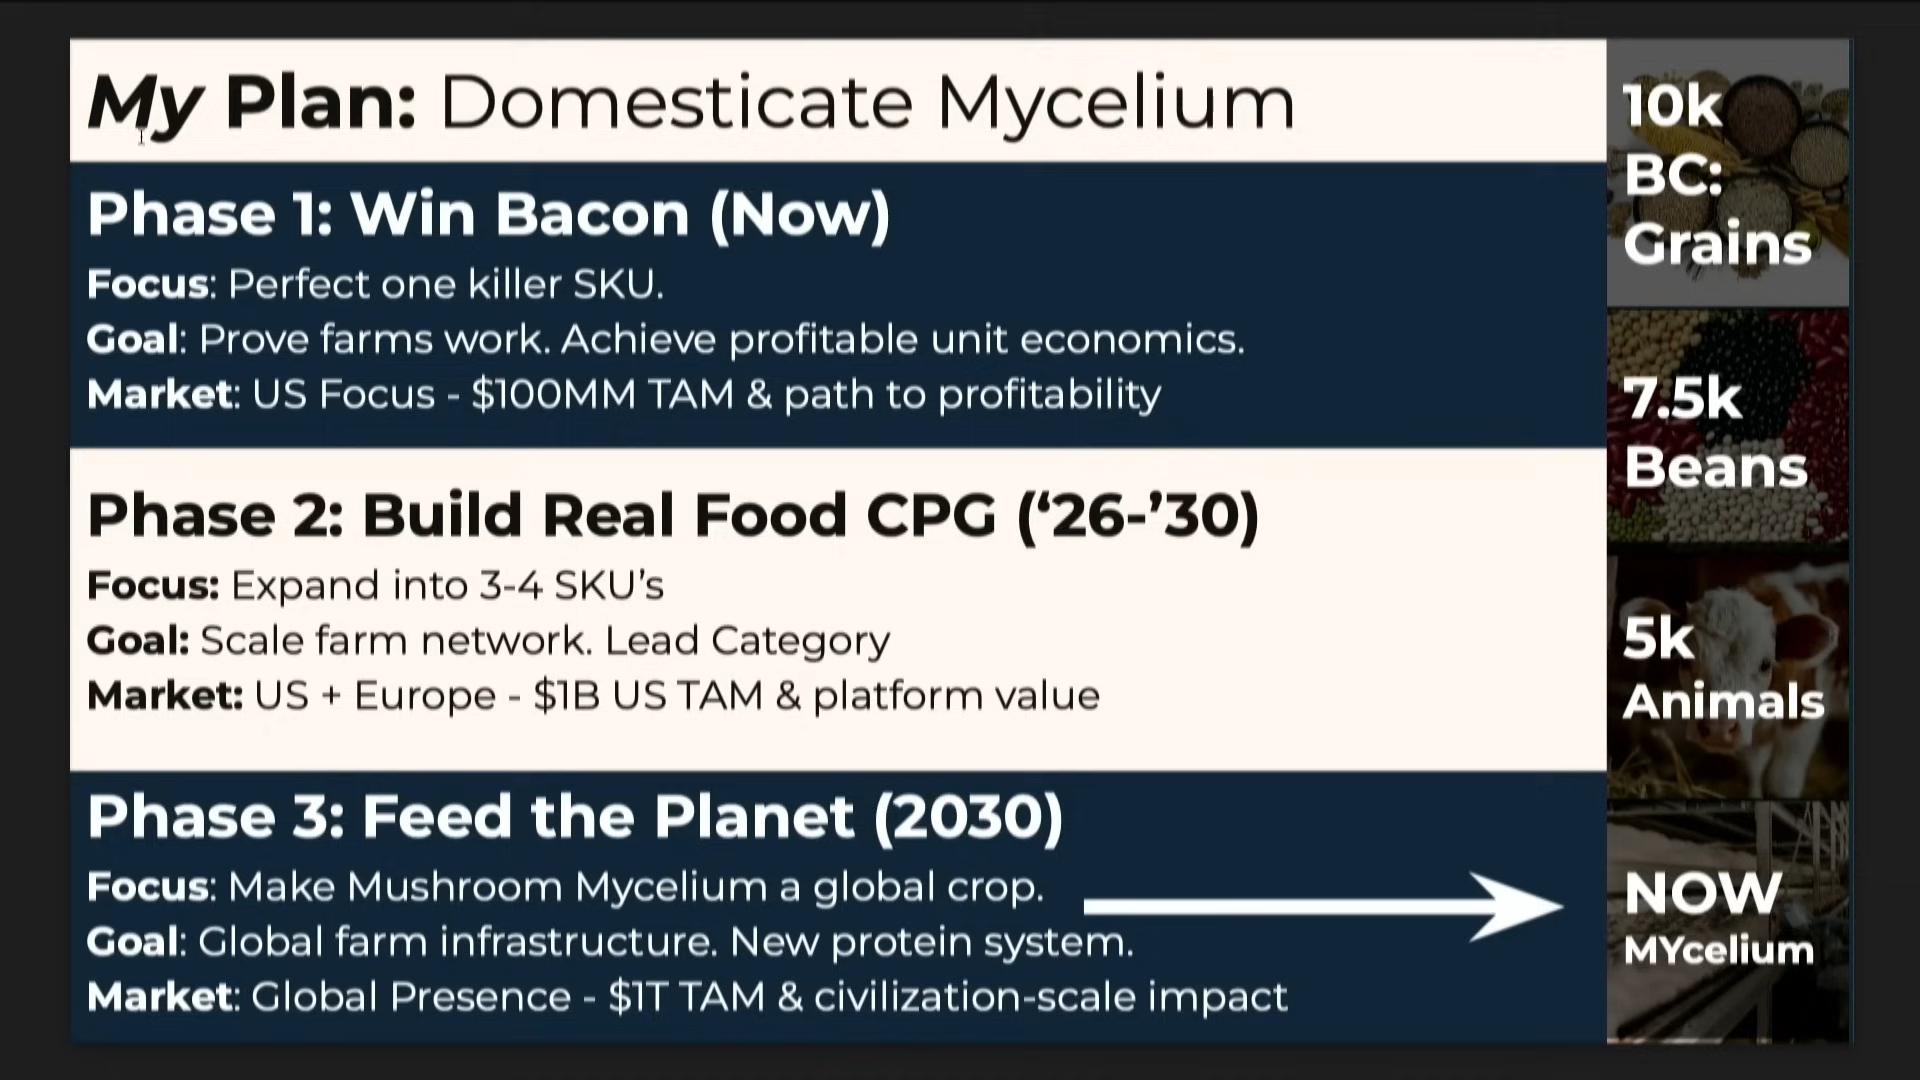 My Plan: Domesticate Mycelium
Phase 1: Win Bacon (Now)
Focus: Perfect one killer SKU.
Goal: Prove farms work. Achieve profitable unit economics.
Market: US Focus - $100MM TAM & path to profitability
Phase 2: Build Real Food CPG (‘26-’30)
Focus: Expand into 3-4 SKU’s
Goal: Scale farm network. Lead Category
Market: US + Europe - $1B US TAM & platform value
Phase 3: Feed the Planet (2030)
Focus: Make Mushroom Mycelium a global crop.
Goal: Global farm infrastructure. New protein system.
Market: Global Presence - $1T TAM & civilization-scale impact
10k
BC:
Grains
7.5k
Beans
5k
Animals
NOW
MYcelium